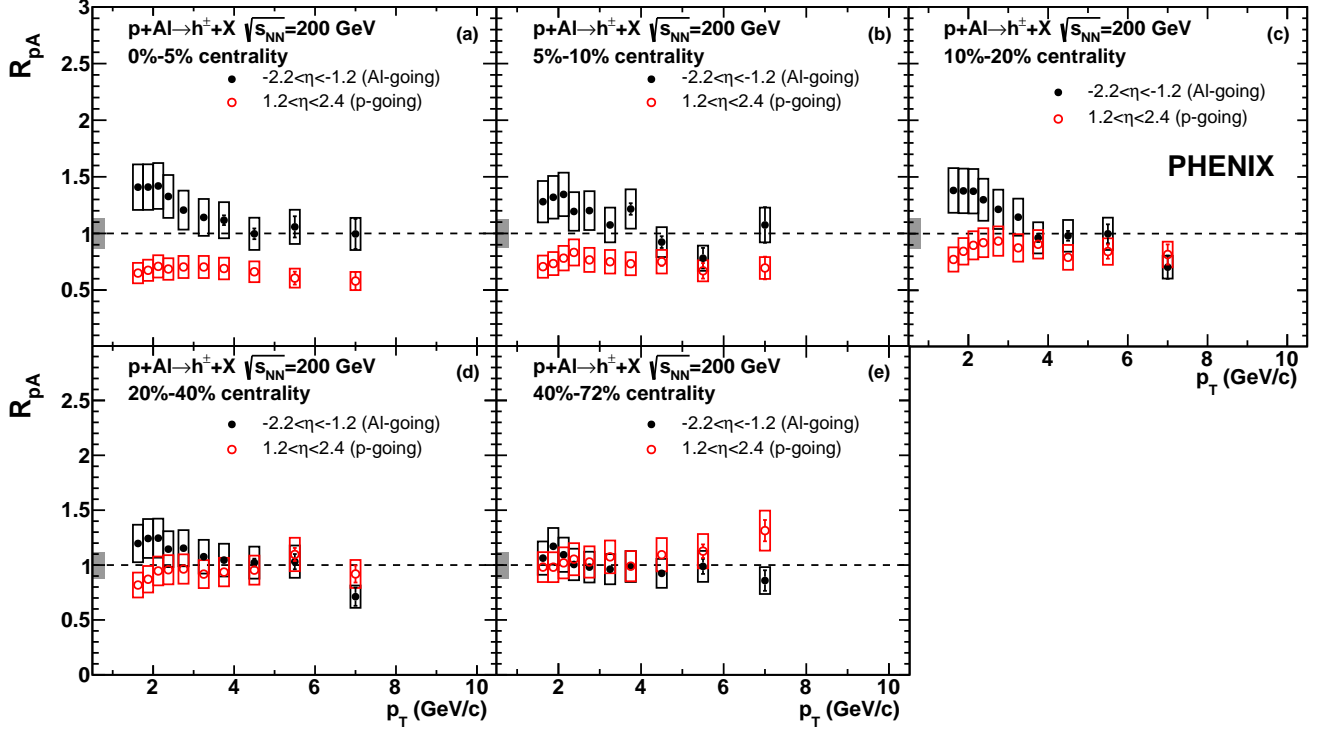 R_pA
3
2.5
2
1.5
1
0.5
p+Al→h±+X √s_NN=200 GeV (a)
0%-5% centrality
-2.2<η<-1.2 (Al-going)
1.2<η<2.4 (p-going)
p+Al→h±+X √s_NN=200 GeV (b)
5%-10% centrality
-2.2<η<-1.2 (Al-going)
1.2<η<2.4 (p-going)
p+Al→h±+X √s_NN=200 GeV (c)
10%-20% centrality
-2.2<η<-1.2 (Al-going)
1.2<η<2.4 (p-going)
PHENIX
2 4 6 8 10
p_T (GeV/c)
R_pA
2.5
2
1.5
1
0.5
0
p+Al→h±+X √s_NN=200 GeV (d)
20%-40% centrality
-2.2<η<-1.2 (Al-going)
1.2<η<2.4 (p-going)
2 4 6 8 10
p_T (GeV/c)
p+Al→h±+X √s_NN=200 GeV (e)
40%-72% centrality
-2.2<η<-1.2 (Al-going)
1.2<η<2.4 (p-going)
2 4 6 8 10
p_T (GeV/c)